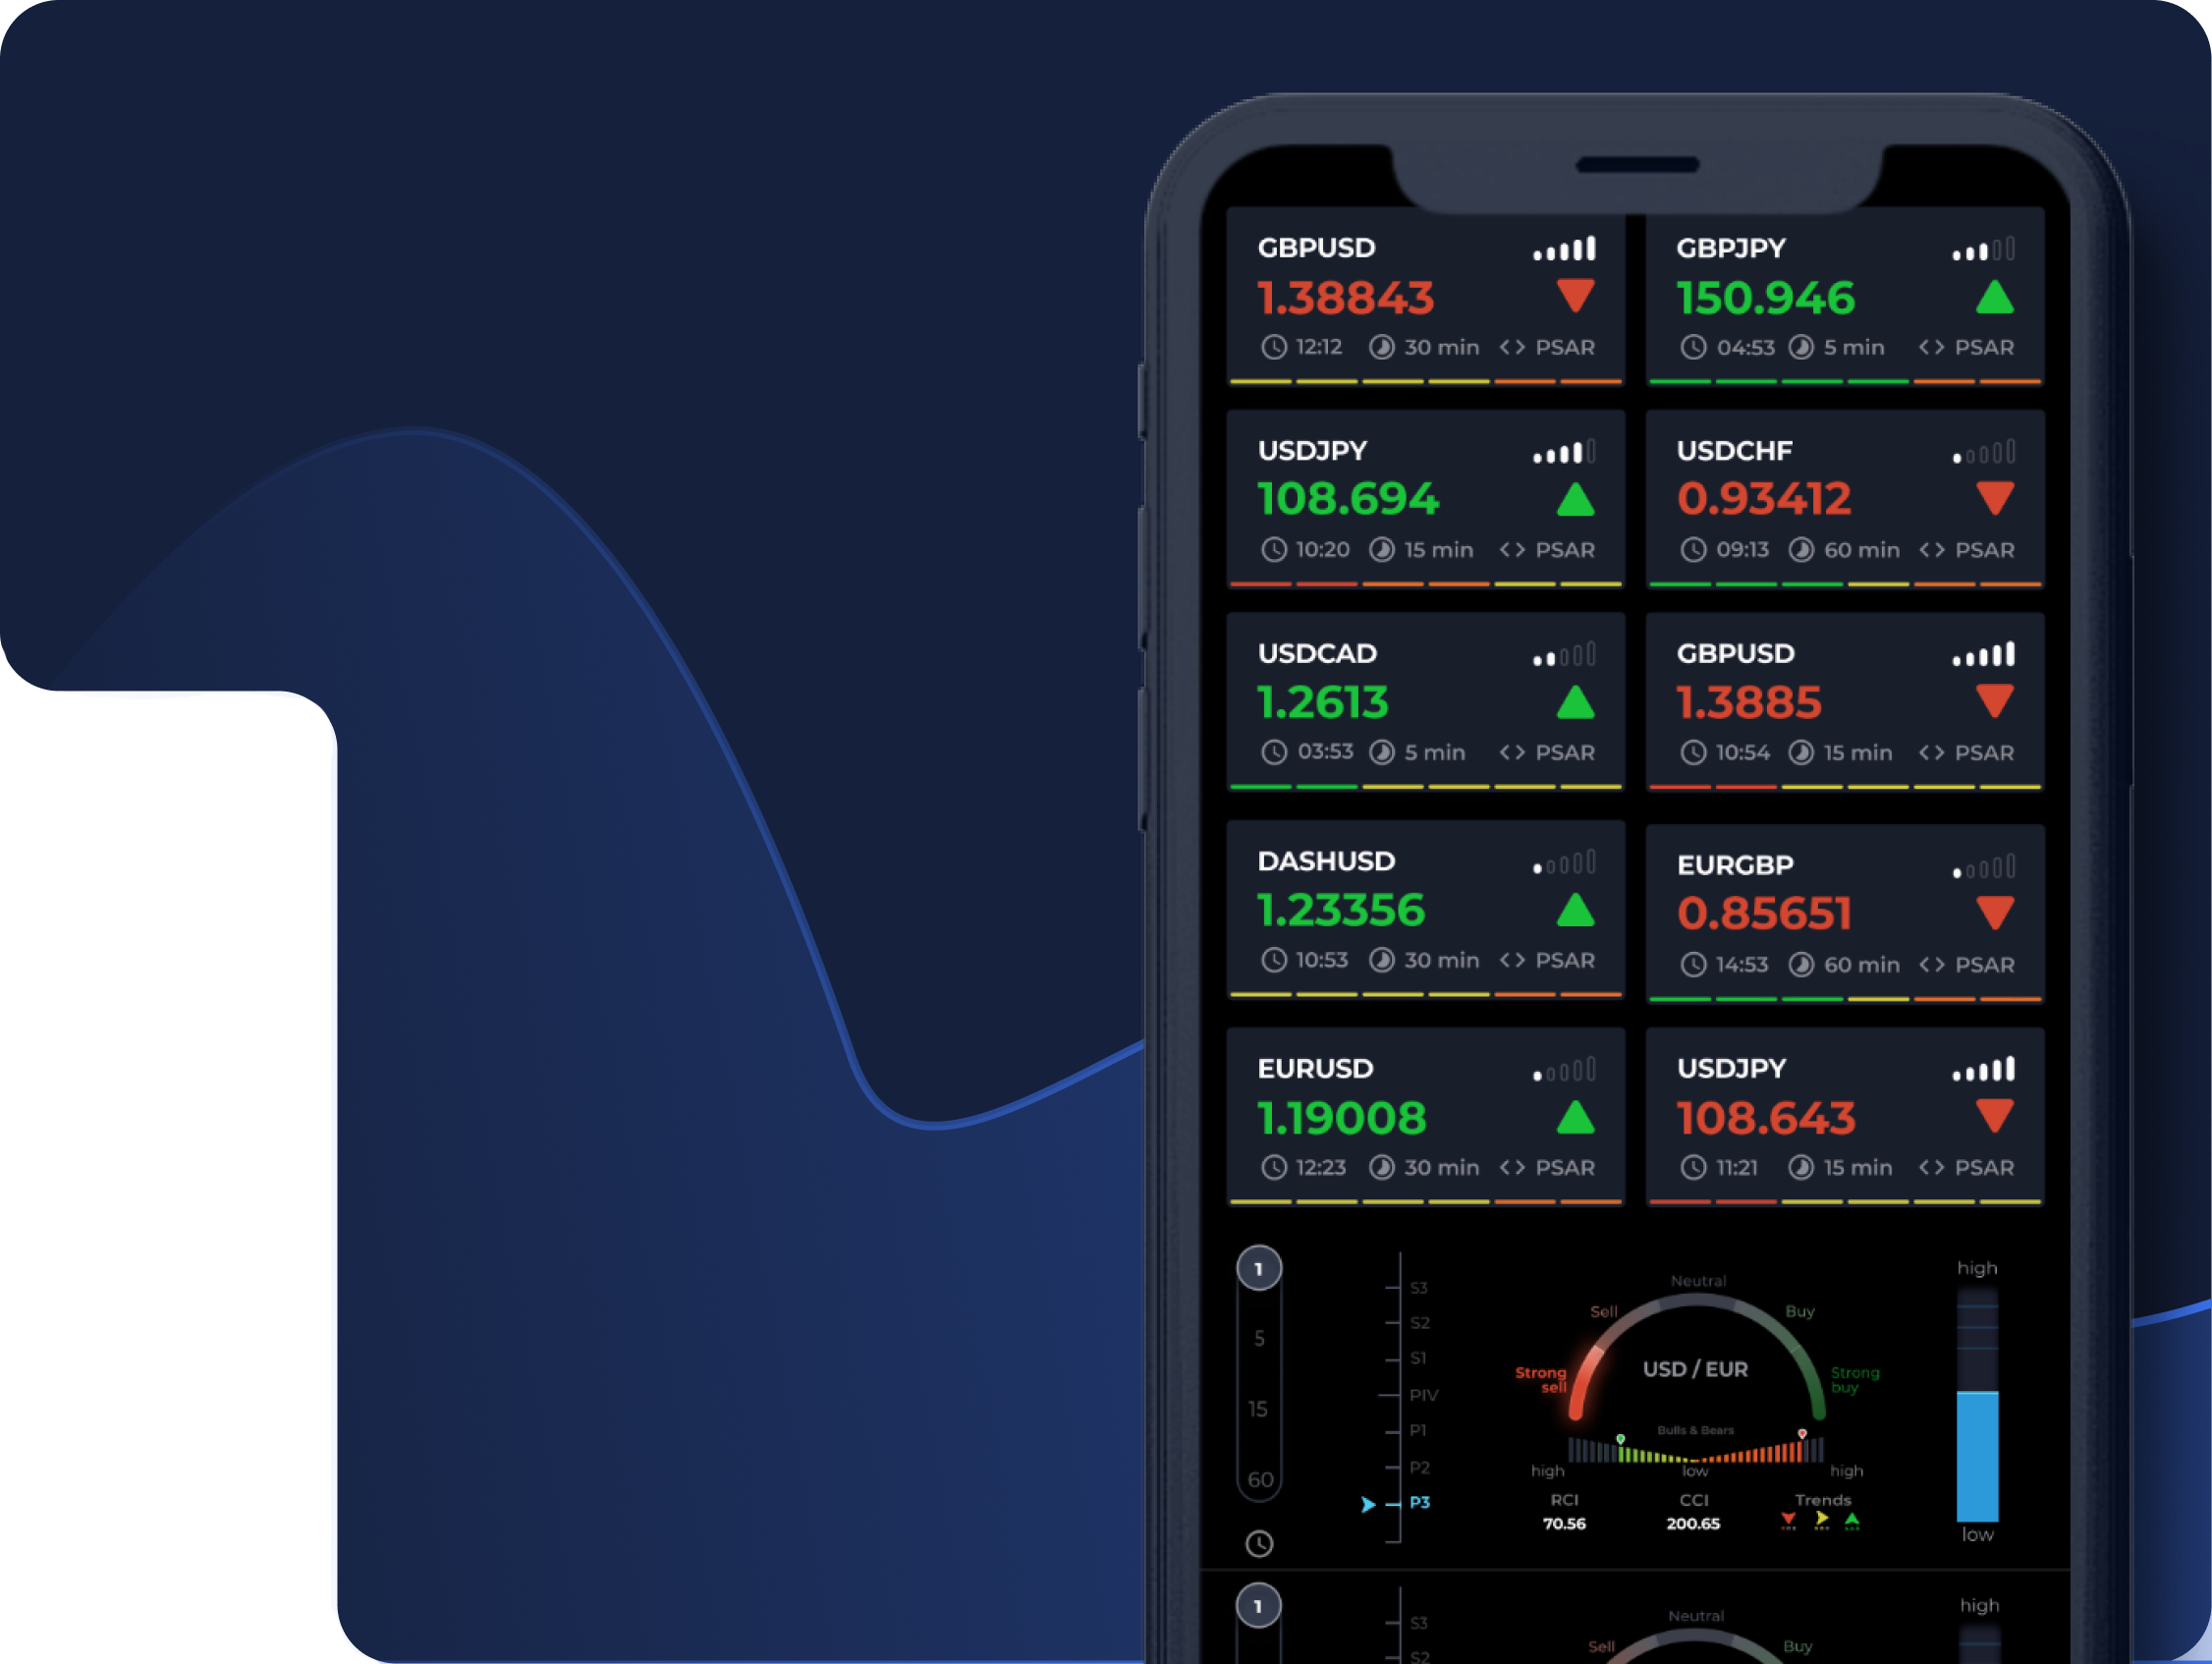 GBPUSD
1.38843
12:12 30 min <> PSAR
GBPJPY
150.946
04:53 5 min <> PSAR
USDJPY
108.694
10:20 15 min <> PSAR
USDCHF
0.93412
09:13 60 min <> PSAR
USDCAD
1.2613
03:53 5 min <> PSAR
GBPUSD
1.3885
10:54 15 min <> PSAR
DASHUSD
1.23356
10:53 30 min <> PSAR
EURGBP
0.85651
14:53 60 min <> PSAR
EURUSD
1.19008
12:23 30 min <> PSAR
USDJPY
108.643
11:21 15 min <> PSAR
1
5
15
60
S3
S2
S1
PIV
P1
P2
P3
Neutral
Sell
Buy
Strong
sell
Strong
buy
USD / EUR
Bulls & Bears
high low high
RCI CCI Trends
70.56 200.65
high
low
1
S3
S2
Neutral
Sell
Buy
high